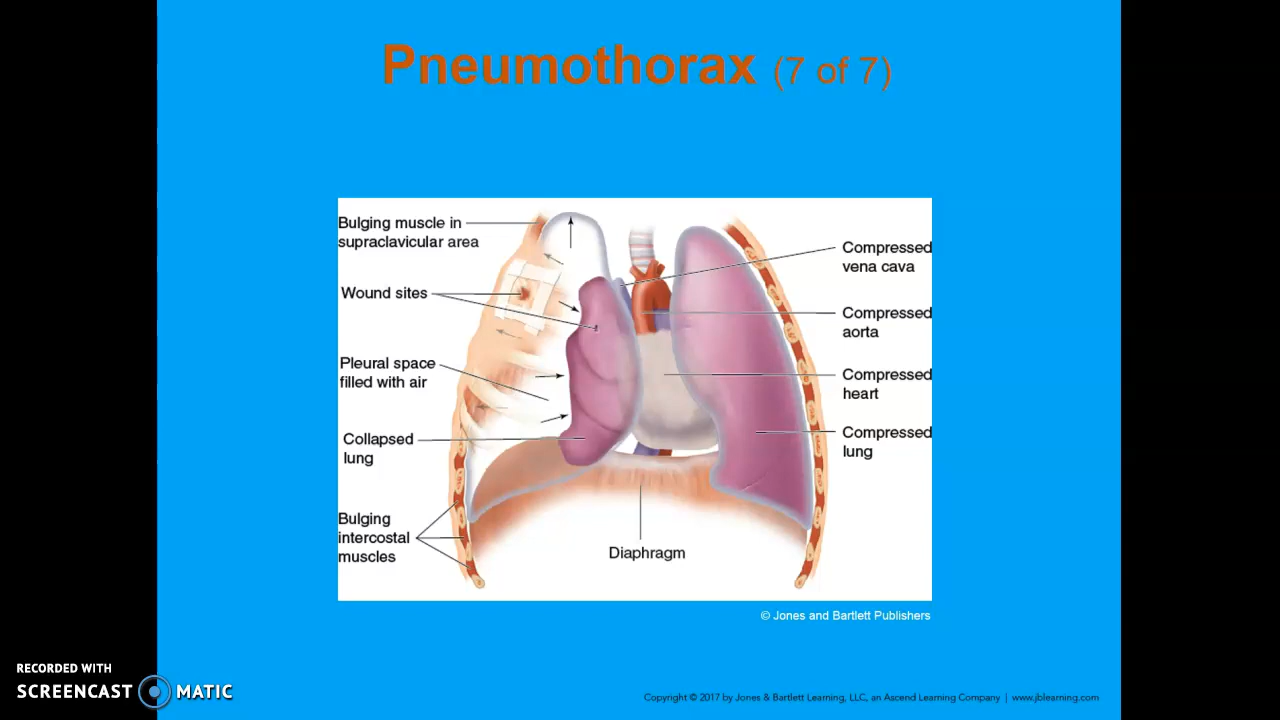 Pneumothorax (7 of 7)
Bulging muscle in
supraclavicular area
Wound sites
Pleural space
filled with air
Collapsed
lung
Bulging
intercostal
muscles
Diaphragm
Compressed
vena cava
Compressed
aorta
Compressed
heart
Compressed
lung
© Jones and Bartlett Publishers
RECORDED WITH
SCREENCAST MATIC
Copyright © 2017 by Jones & Bartlett Learning, LLC, an Ascend Learning Company | www.jblearning.com